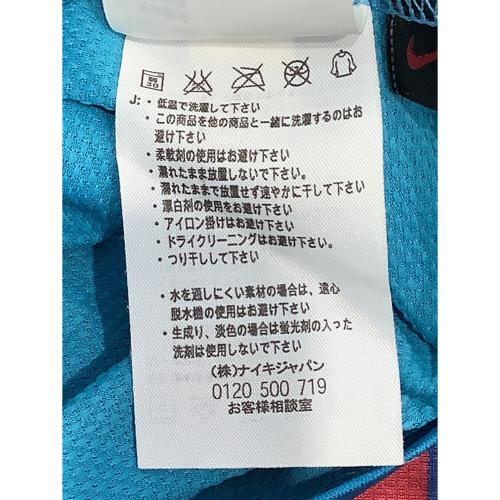 弱
30
J: ・低温で洗濯して下さい
・この商品を他の商品と一緒に洗濯するのはお
避け下さい
・柔軟剤の使用はお避け下さい
・濡れたまま放置しないで下さい。
・濡れたままで放置せず速やかに干して下さい
・漂白剤の使用をお避け下さい
・アイロン掛けはお避け下さい
・ドライクリーニングはお避け下さい。
・つり干しして下さい
・水を通しにくい素材の場合は、遠心
脱水機の使用はお避け下さい
・生成り、淡色の場合は蛍光剤の入った
洗剤は使用しないで下さい。
(株)ナイキジャパン
0120 500 719
お客様相談室